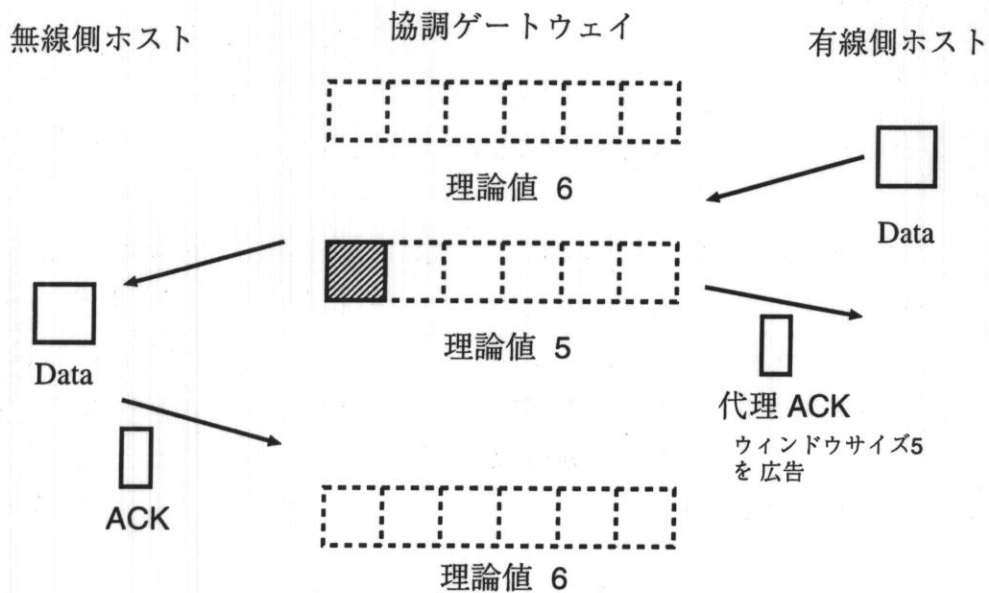 無線側ホスト
協調ゲートウェイ
有線側ホスト
理論値 6
Data
理論値 5
Data
代理 ACK
ウィンドウサイズ5
を 広告
ACK
理論値 6